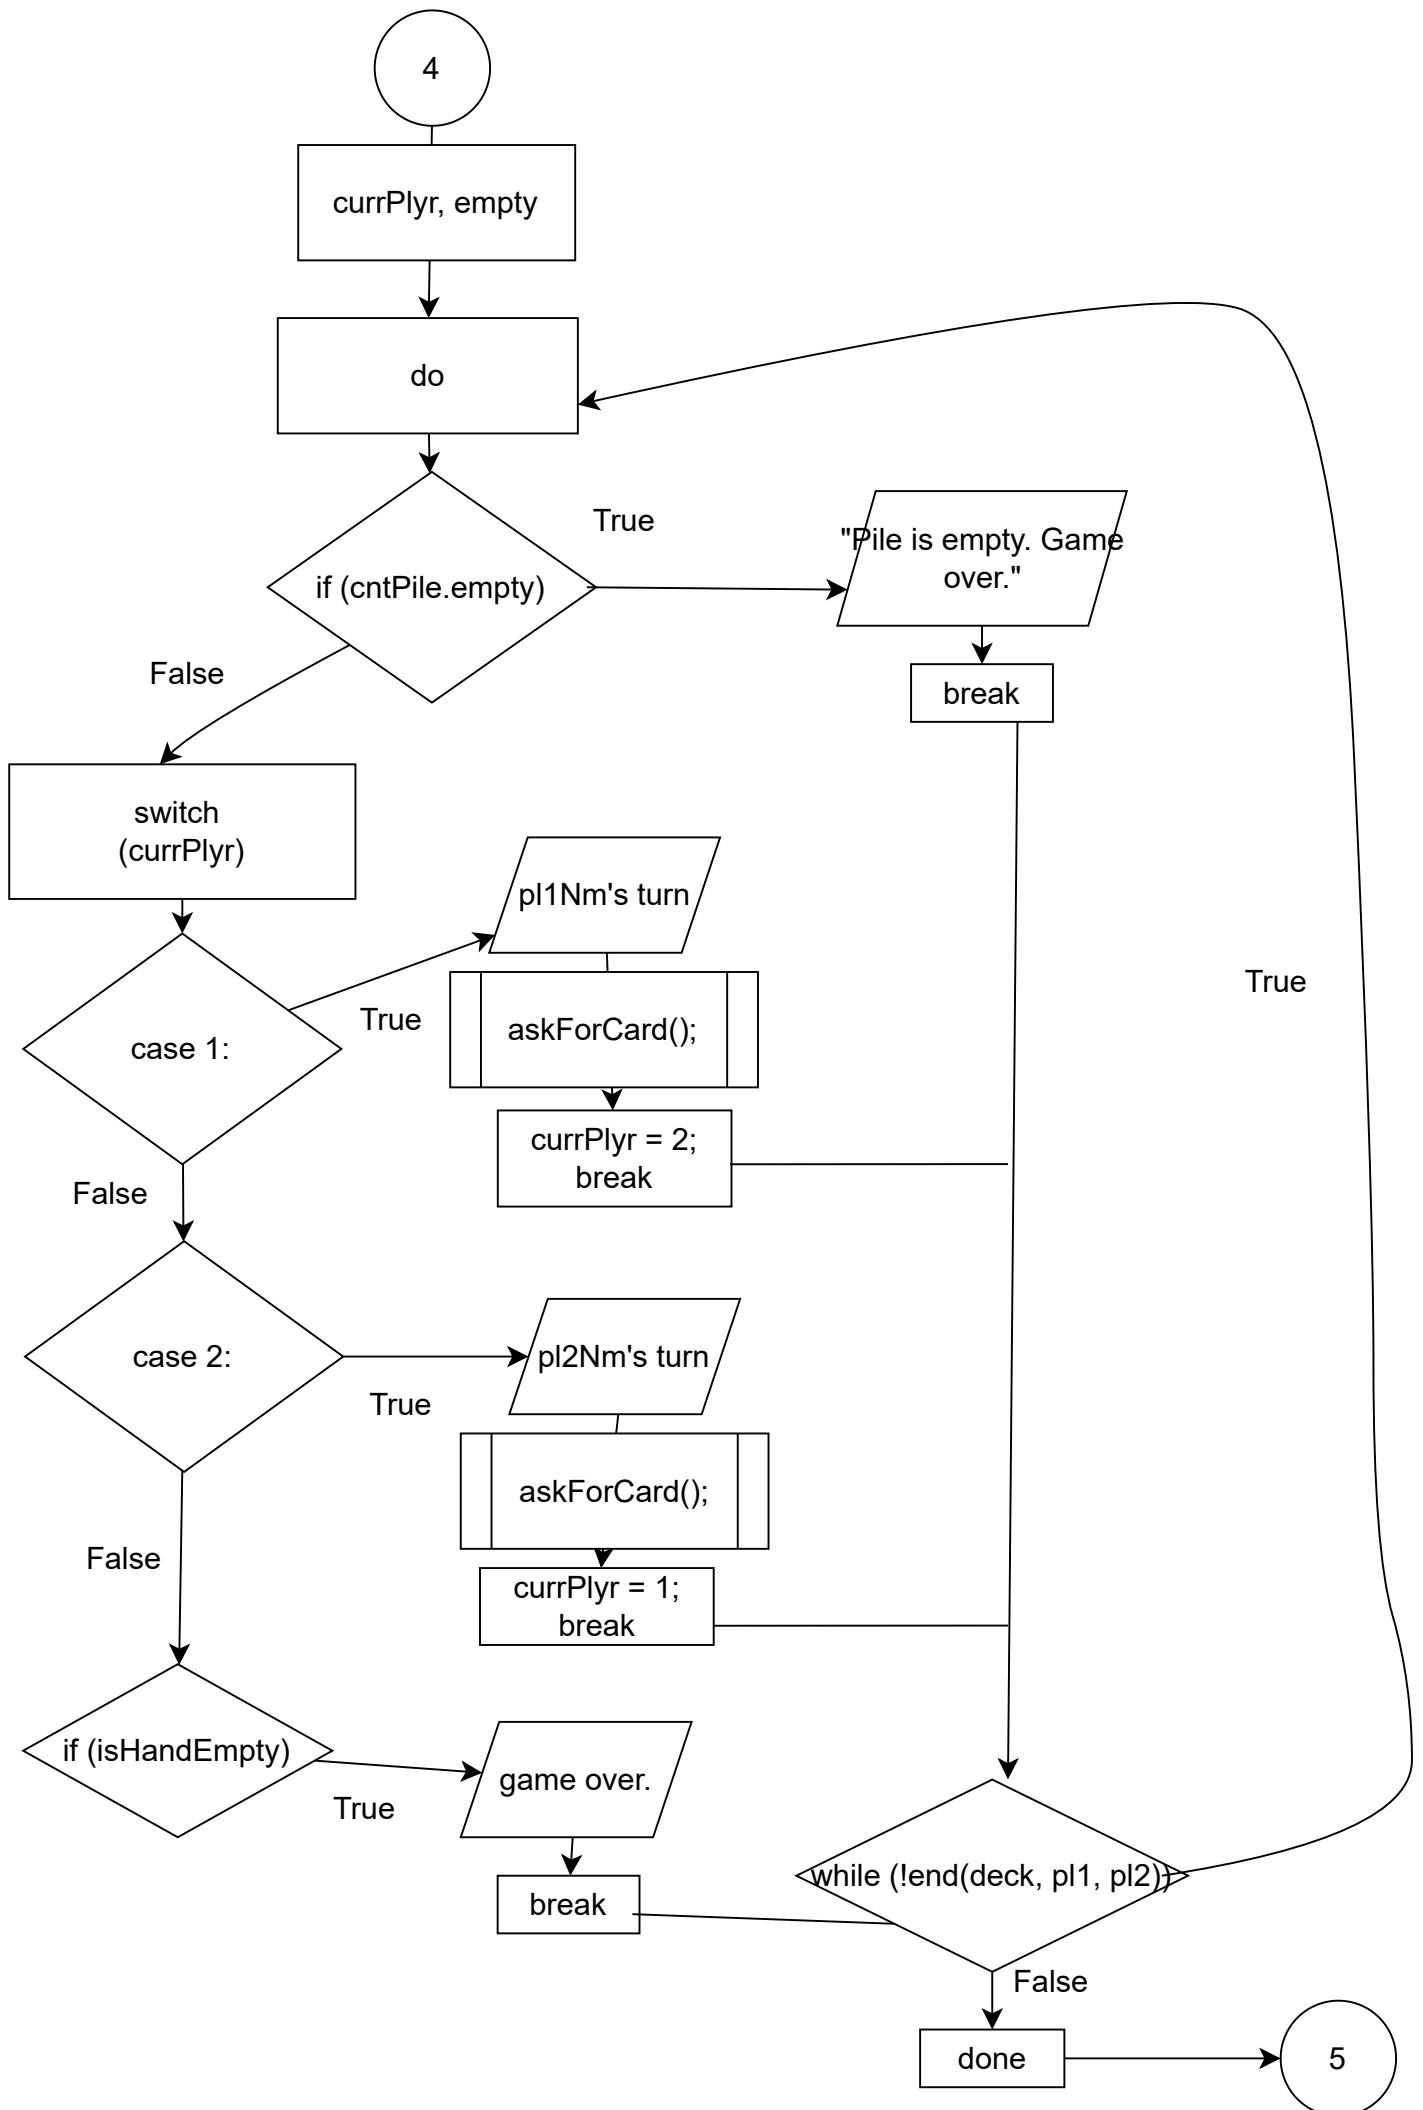 4
currPlyr, empty
do
True
if (cntPile.empty)
"Pile is empty. Game
over."
break
False
switch
(currPlyr)
pl1Nm's turn
True
case 1:
askForCard();
currPlyr = 2;
break
False
case 2:
pl2Nm's turn
True
askForCard();
currPlyr = 1;
break
False
if (isHandEmpty)
True
game over.
break
while (!end(deck, pl1, pl2))
True
False
done
5